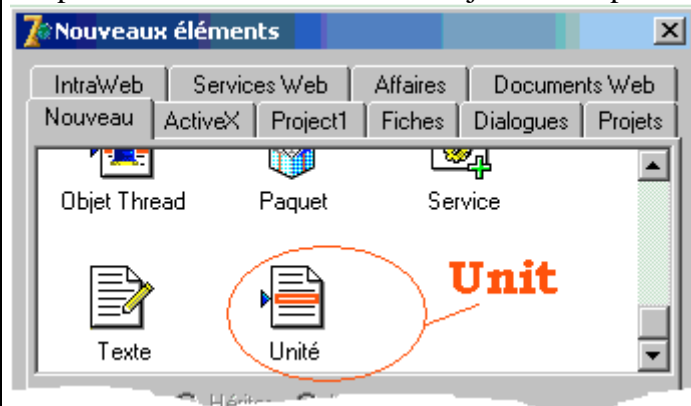 Nouveaux éléments
IntraWeb Services Web Affaires Documents Web
Nouveau ActiveX Project1 Fiches Dialogues Projets
Objet Thread Paquet Service
Unit
Texte Unité